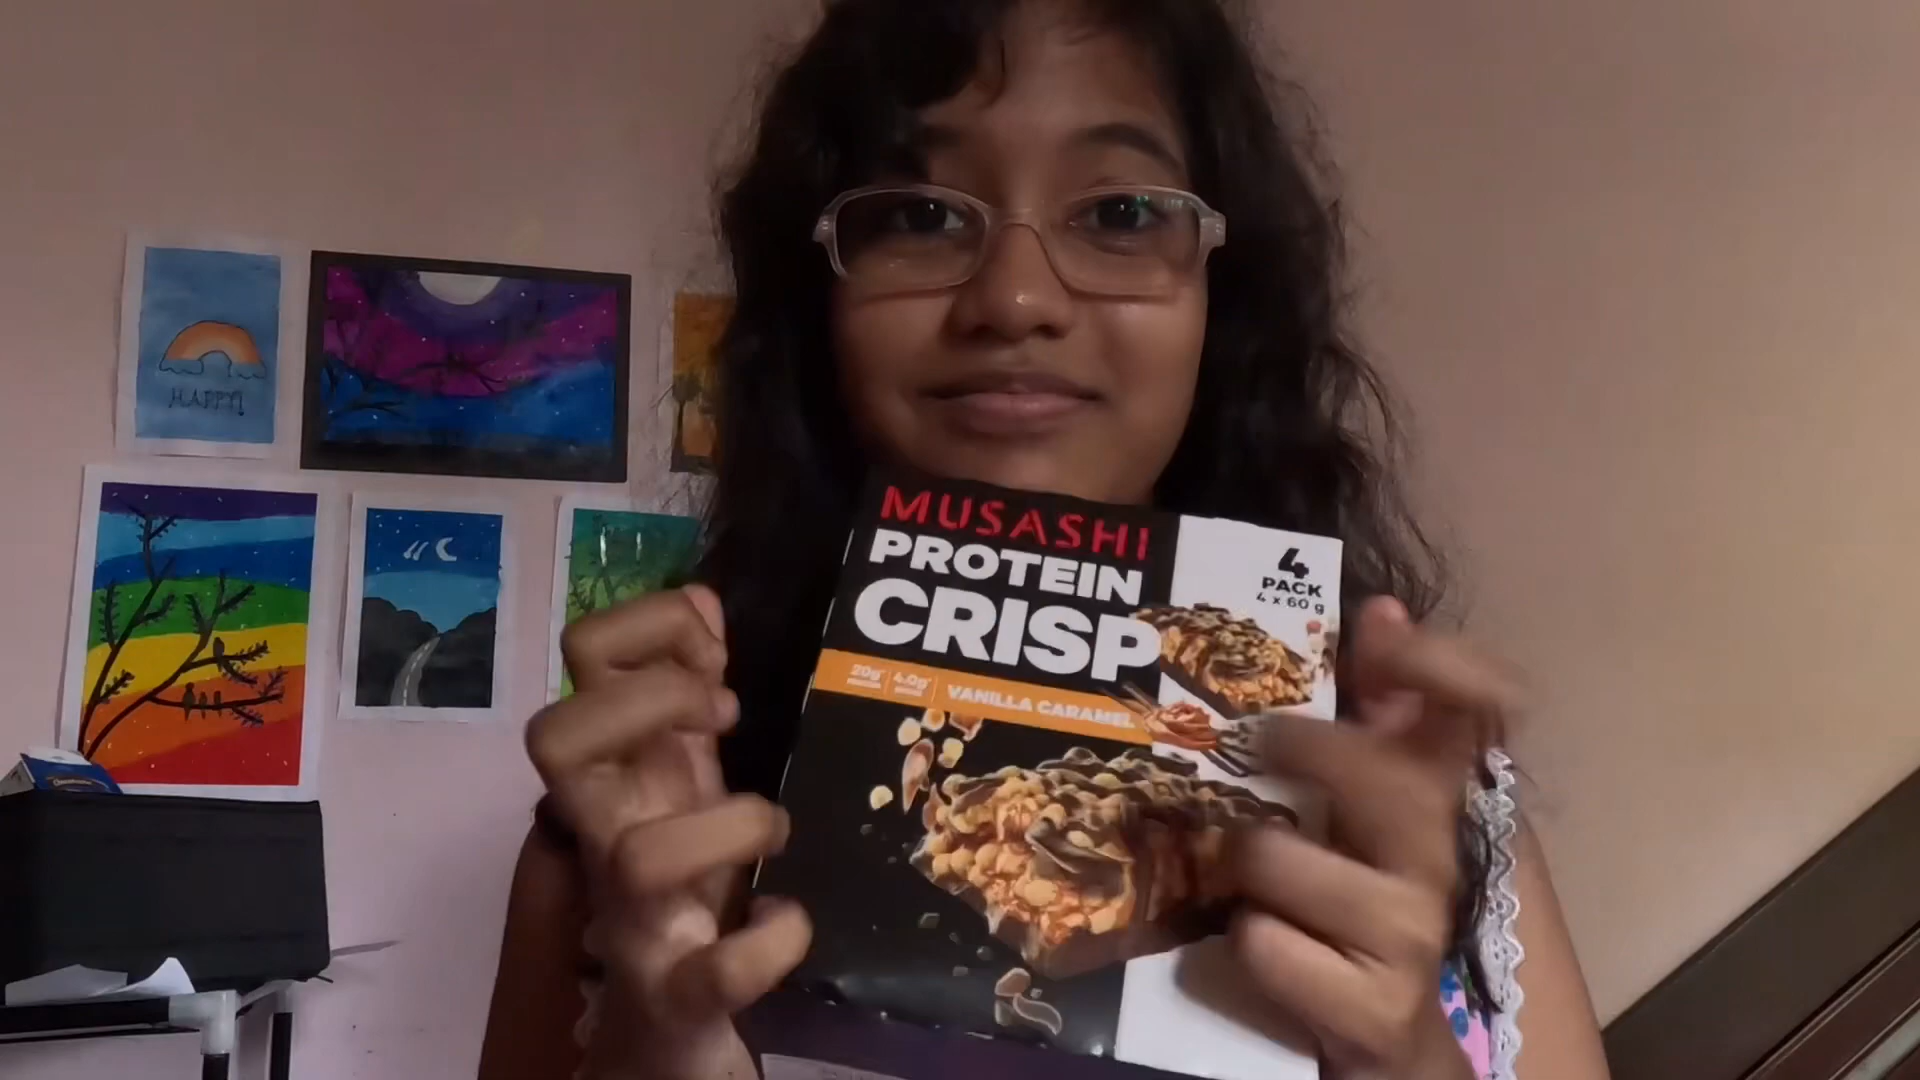 HAPPY!
MUSASHI
PROTEIN
CRISP
20g
4.0g
VANILLA CARAMEL
4
PACK
4 x 60 g